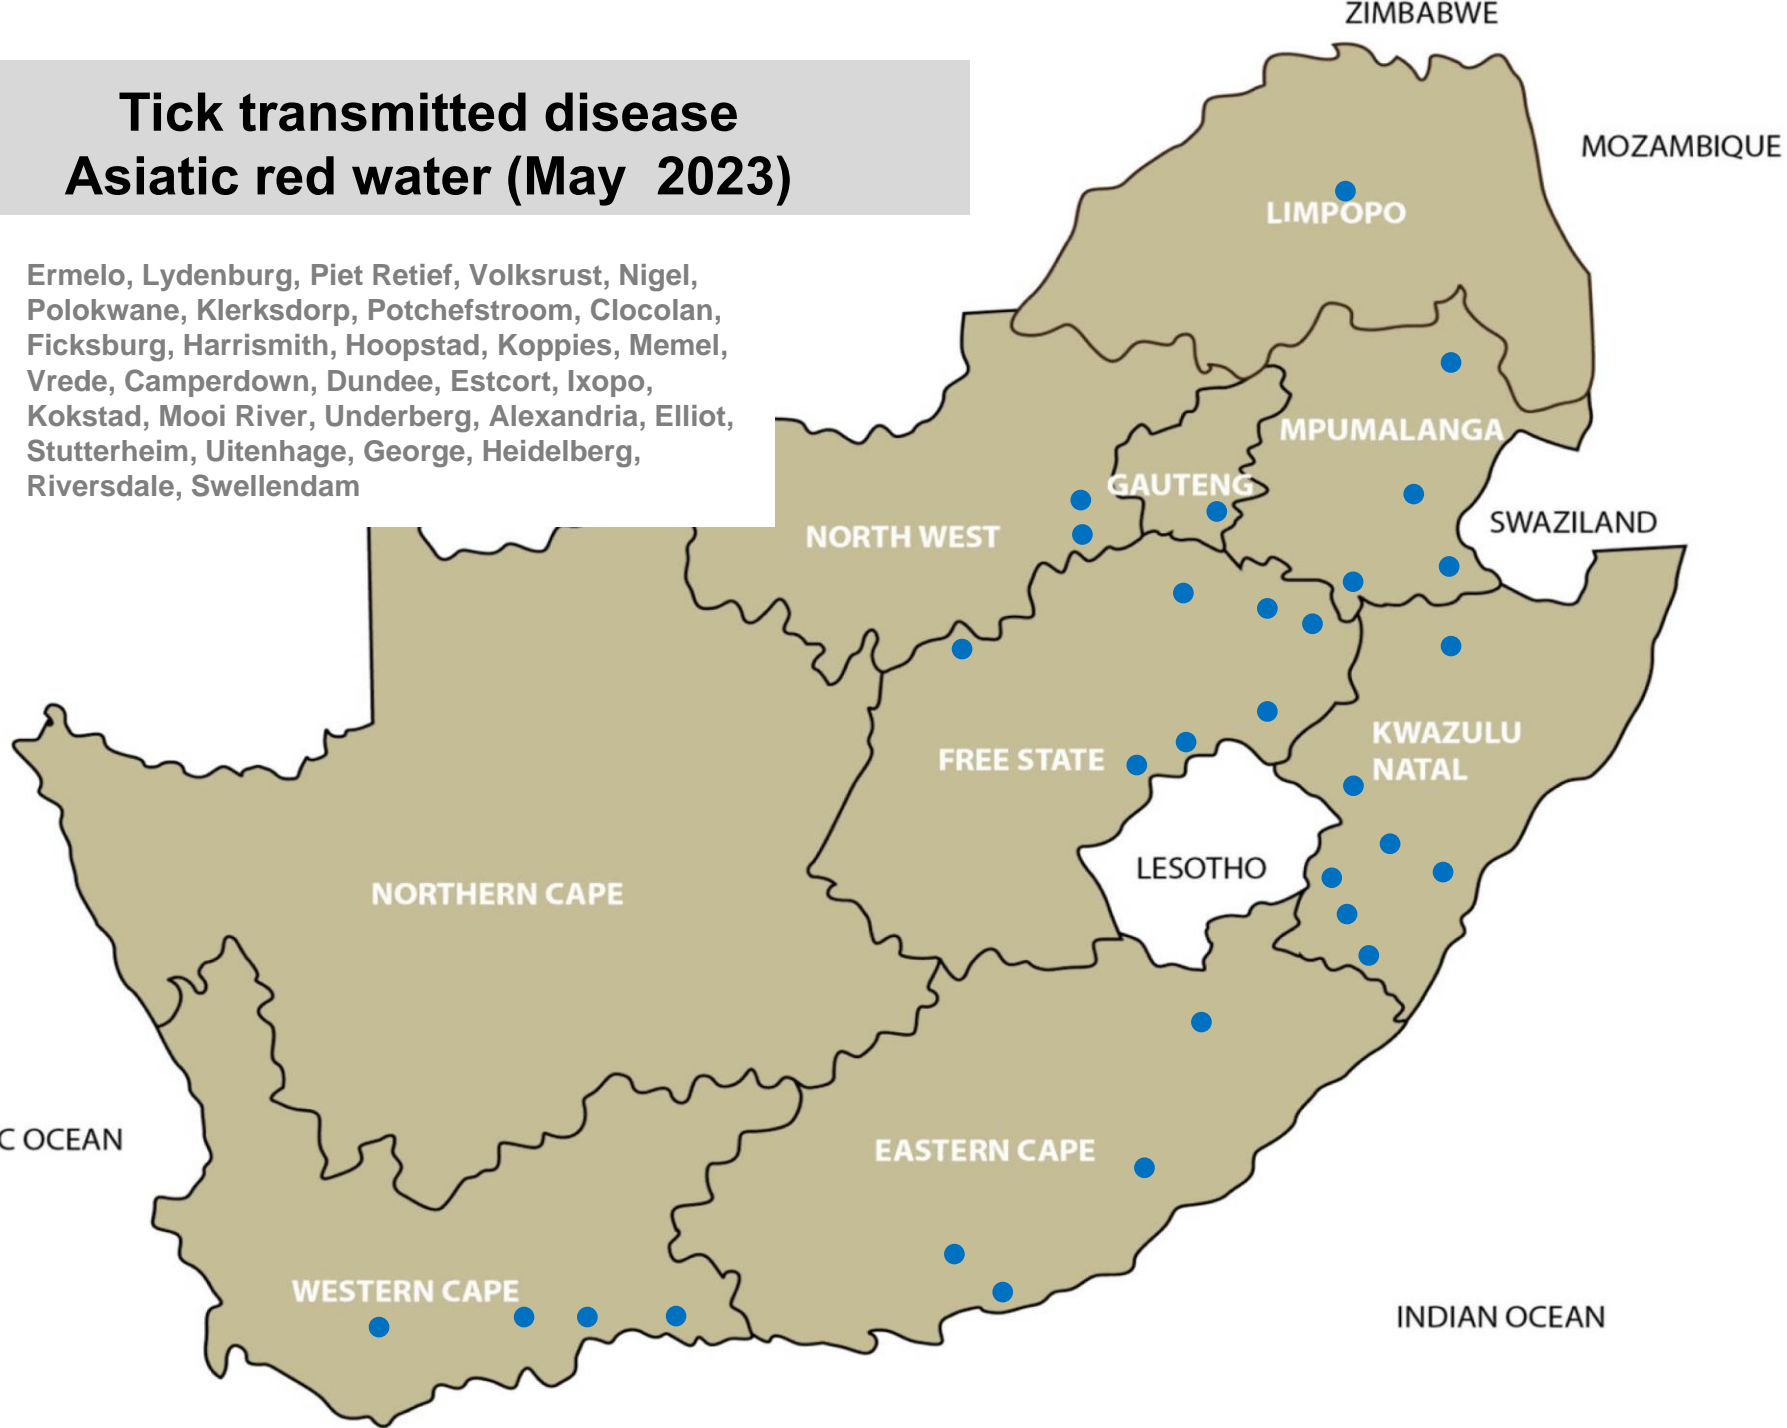 ZIMBABWE
Tick transmitted disease
Asiatic red water (May  2023)
MOZAMBIQUE
LIMPOPO
Ermelo, Lydenburg, Piet Retief, Volksrust, Nigel,
Polokwane, Klerksdorp, Potchefstroom, Clocolan,
Ficksburg, Harrismith, Hoopstad, Koppies, Memel,
Vrede, Camperdown, Dundee, Estcort, Ixopo,
Kokstad, Mooi River, Underberg, Alexandria, Elliot,
Stutterheim, Uitenhage, George, Heidelberg,
Riversdale, Swellendam
MPUMALANGA
GAUTENG
NORTH WEST
SWAZILAND
KWAZULU
NATAL
FREE STATE
LESOTHO
NORTHERN CAPE
C OCEAN
EASTERN CAPE
WESTERN CAPE
INDIAN OCEAN